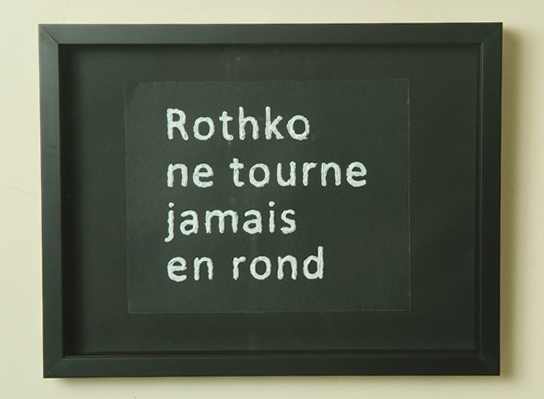 Rothko
ne tourne
jamais
en rond